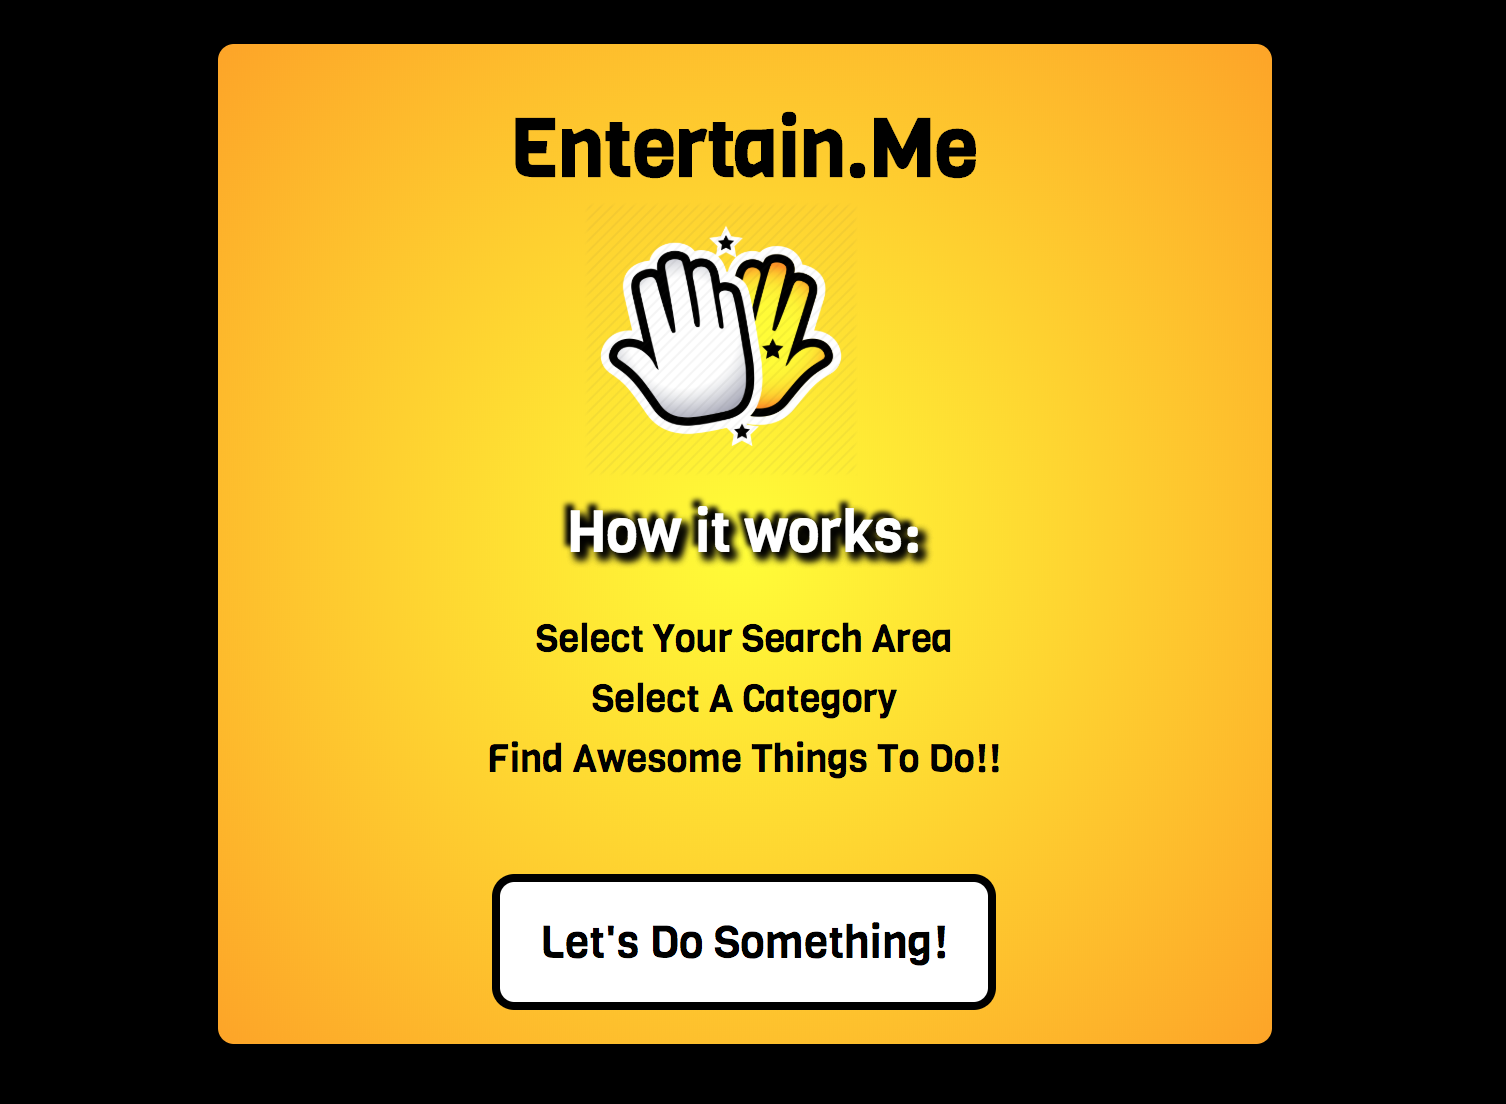 Entertain.Me
How it works:
Select Your Search Area
Select A Category
Find Awesome Things To Do!!
Let's Do Something!